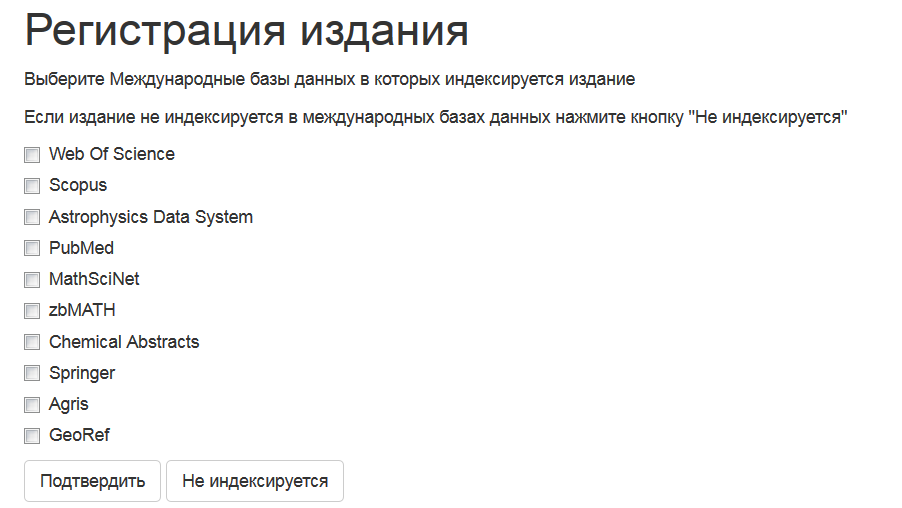 Регистрация издания
Выберите Международные базы данных в которых индексируется издание
Если издание не индексируется в международных базах данных нажмите кнопку "Не индексируется"
Web Of Science
Scopus
Astrophysics Data System
PubMed
MathSciNet
zbMATH
Chemical Abstracts
Springer
Agris
GeoRef
Подтвердить Не индексируется